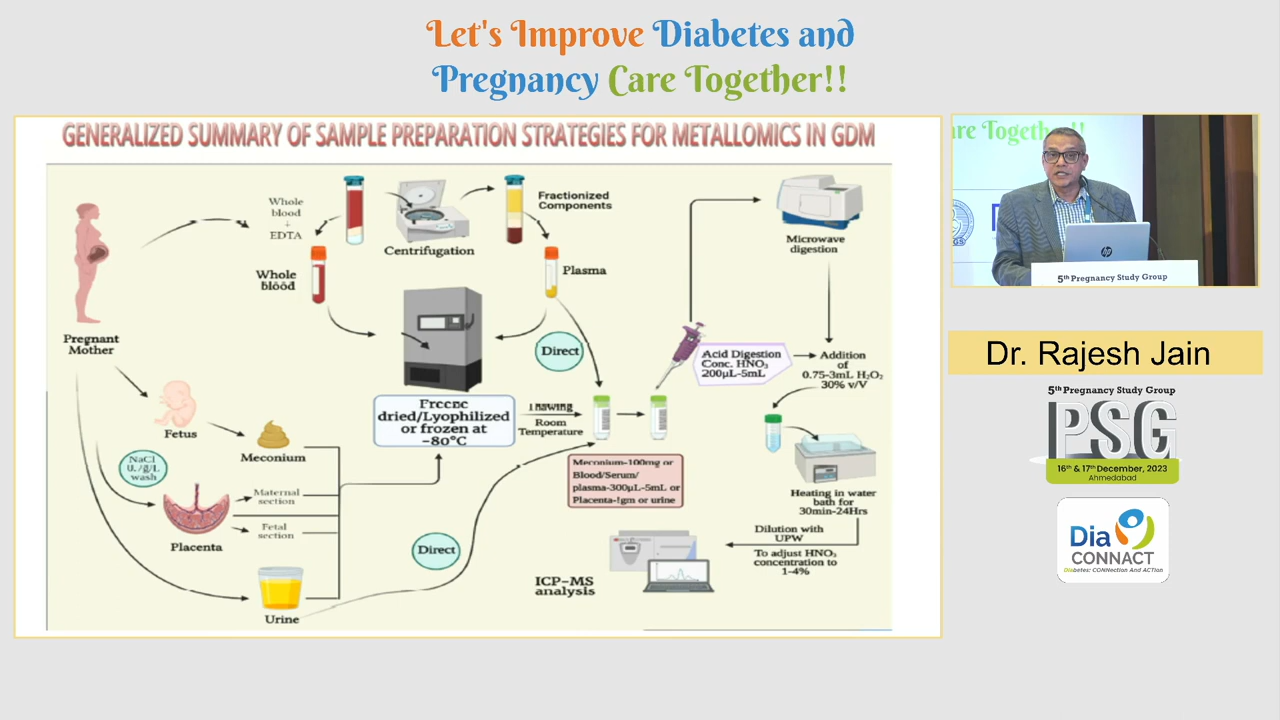 Let's Improve Diabetes and
Pregnancy Care Together!!
GENERALIZED SUMMARY OF SAMPLE PREPARATION STRATEGIES FOR METALLOMICS IN GDM
Whole
blood
+
EDTA
Centrifugation
Fractionized
Components
Whole
blood
Plasma
Microwave
digestion
Pregnant
Mother
Direct
Acid Digestion
Conc. HNO₃
200µL-5mL
Addition
of
0.75-3mL H₂O₂
30% v/v
Fetus
Meconium
dried/Lyophilized
or frozen at
-80°C
Room
Temperature
NaCl
wash
Meconium-100mg or
Blood/Serum/
plasma-300µL-5mL or
Placenta-1gm or urine
Maternal
section
Fetal
section
Placenta
Heating in water
bath for
30min-24Hrs
Dilution with
UPW
To adjust HNO₃
concentration to
1-4%
Direct
ICP-MS
analysis
Urine
are Together!!
hp
5th Pregnancy Study Group
Dr. Rajesh Jain
5th Pregnancy Study Group
PSG
16th & 17th December, 2023
Ahmedabad
Dia
CONNACT
Diabetes: CONNection And ACTion